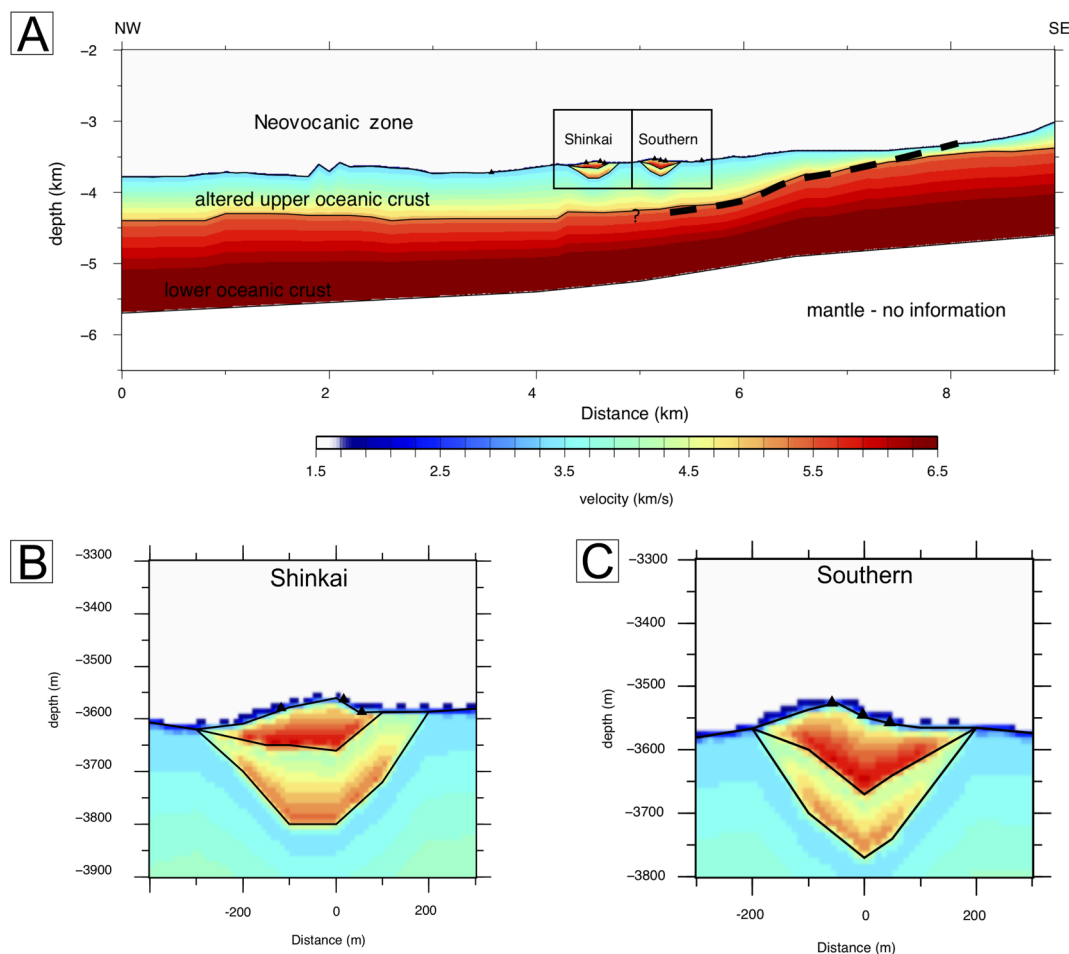 A
NW
SE
−2
−3
−4
−5
−6
depth (km)
Neovocanic zone
Shinkai
Southern
altered upper oceanic crust
?
lower oceanic crust
mantle - no information
0
2
4
6
8
Distance (km)
1.5
2.5
3.5
4.5
5.5
6.5
velocity (km/s)
B
Shinkai
−3300
−3400
−3500
−3600
−3700
−3800
−3900
depth (m)
-200
0
200
Distance (m)
C
Southern
−3300
−3400
−3500
−3600
−3700
−3800
depth (m)
-200
0
200
Distance (m)